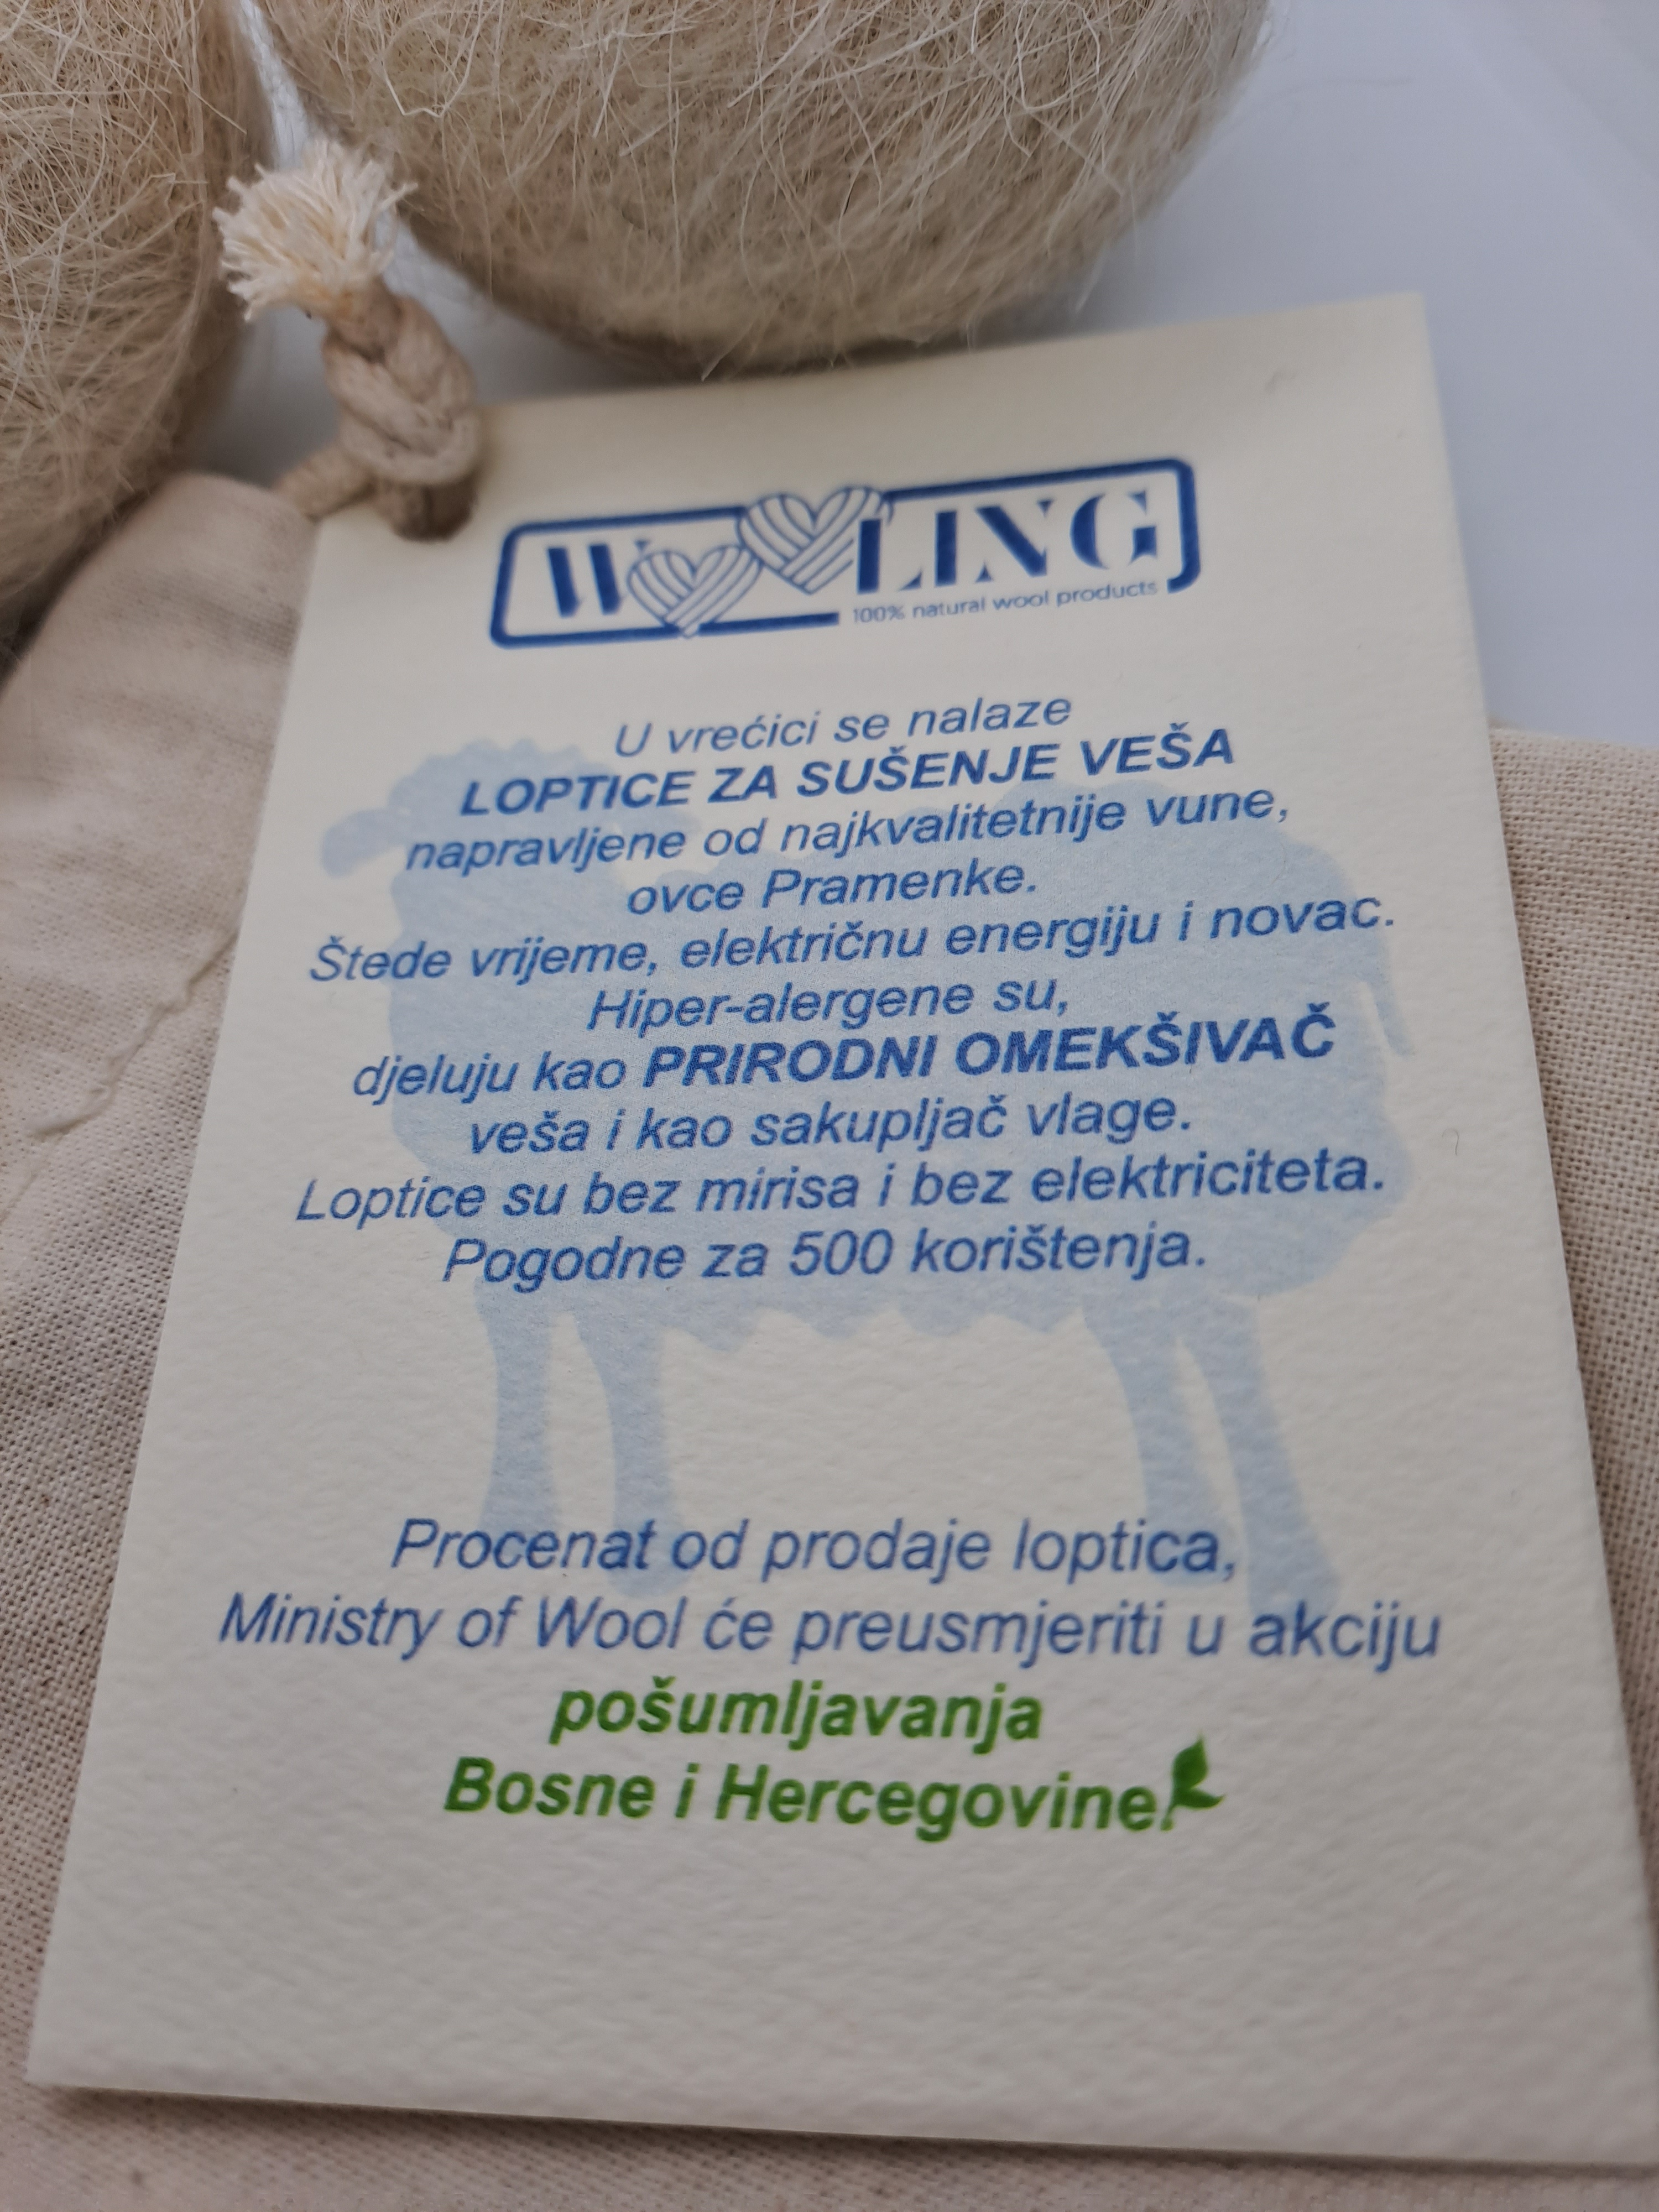 WOOLING
100% natural wool products
U vrećici se nalaze
LOPTICE ZA SUŠENJE VEŠA
napravljene od najkvalitetnije vune,
ovce Pramenke.
Štede vrijeme, električnu energiju i novac.
Hiper-alergene su,
djeluju kao PRIRODNI OMEKŠIVAČ
veša i kao sakupljač vlage.
Loptice su bez mirisa i bez elektriciteta.
Pogodne za 500 korištenja.
Procenat od prodaje loptica,
Ministry of Wool će preusmjeriti u akciju
pošumljavanja
Bosne i Hercegovine.